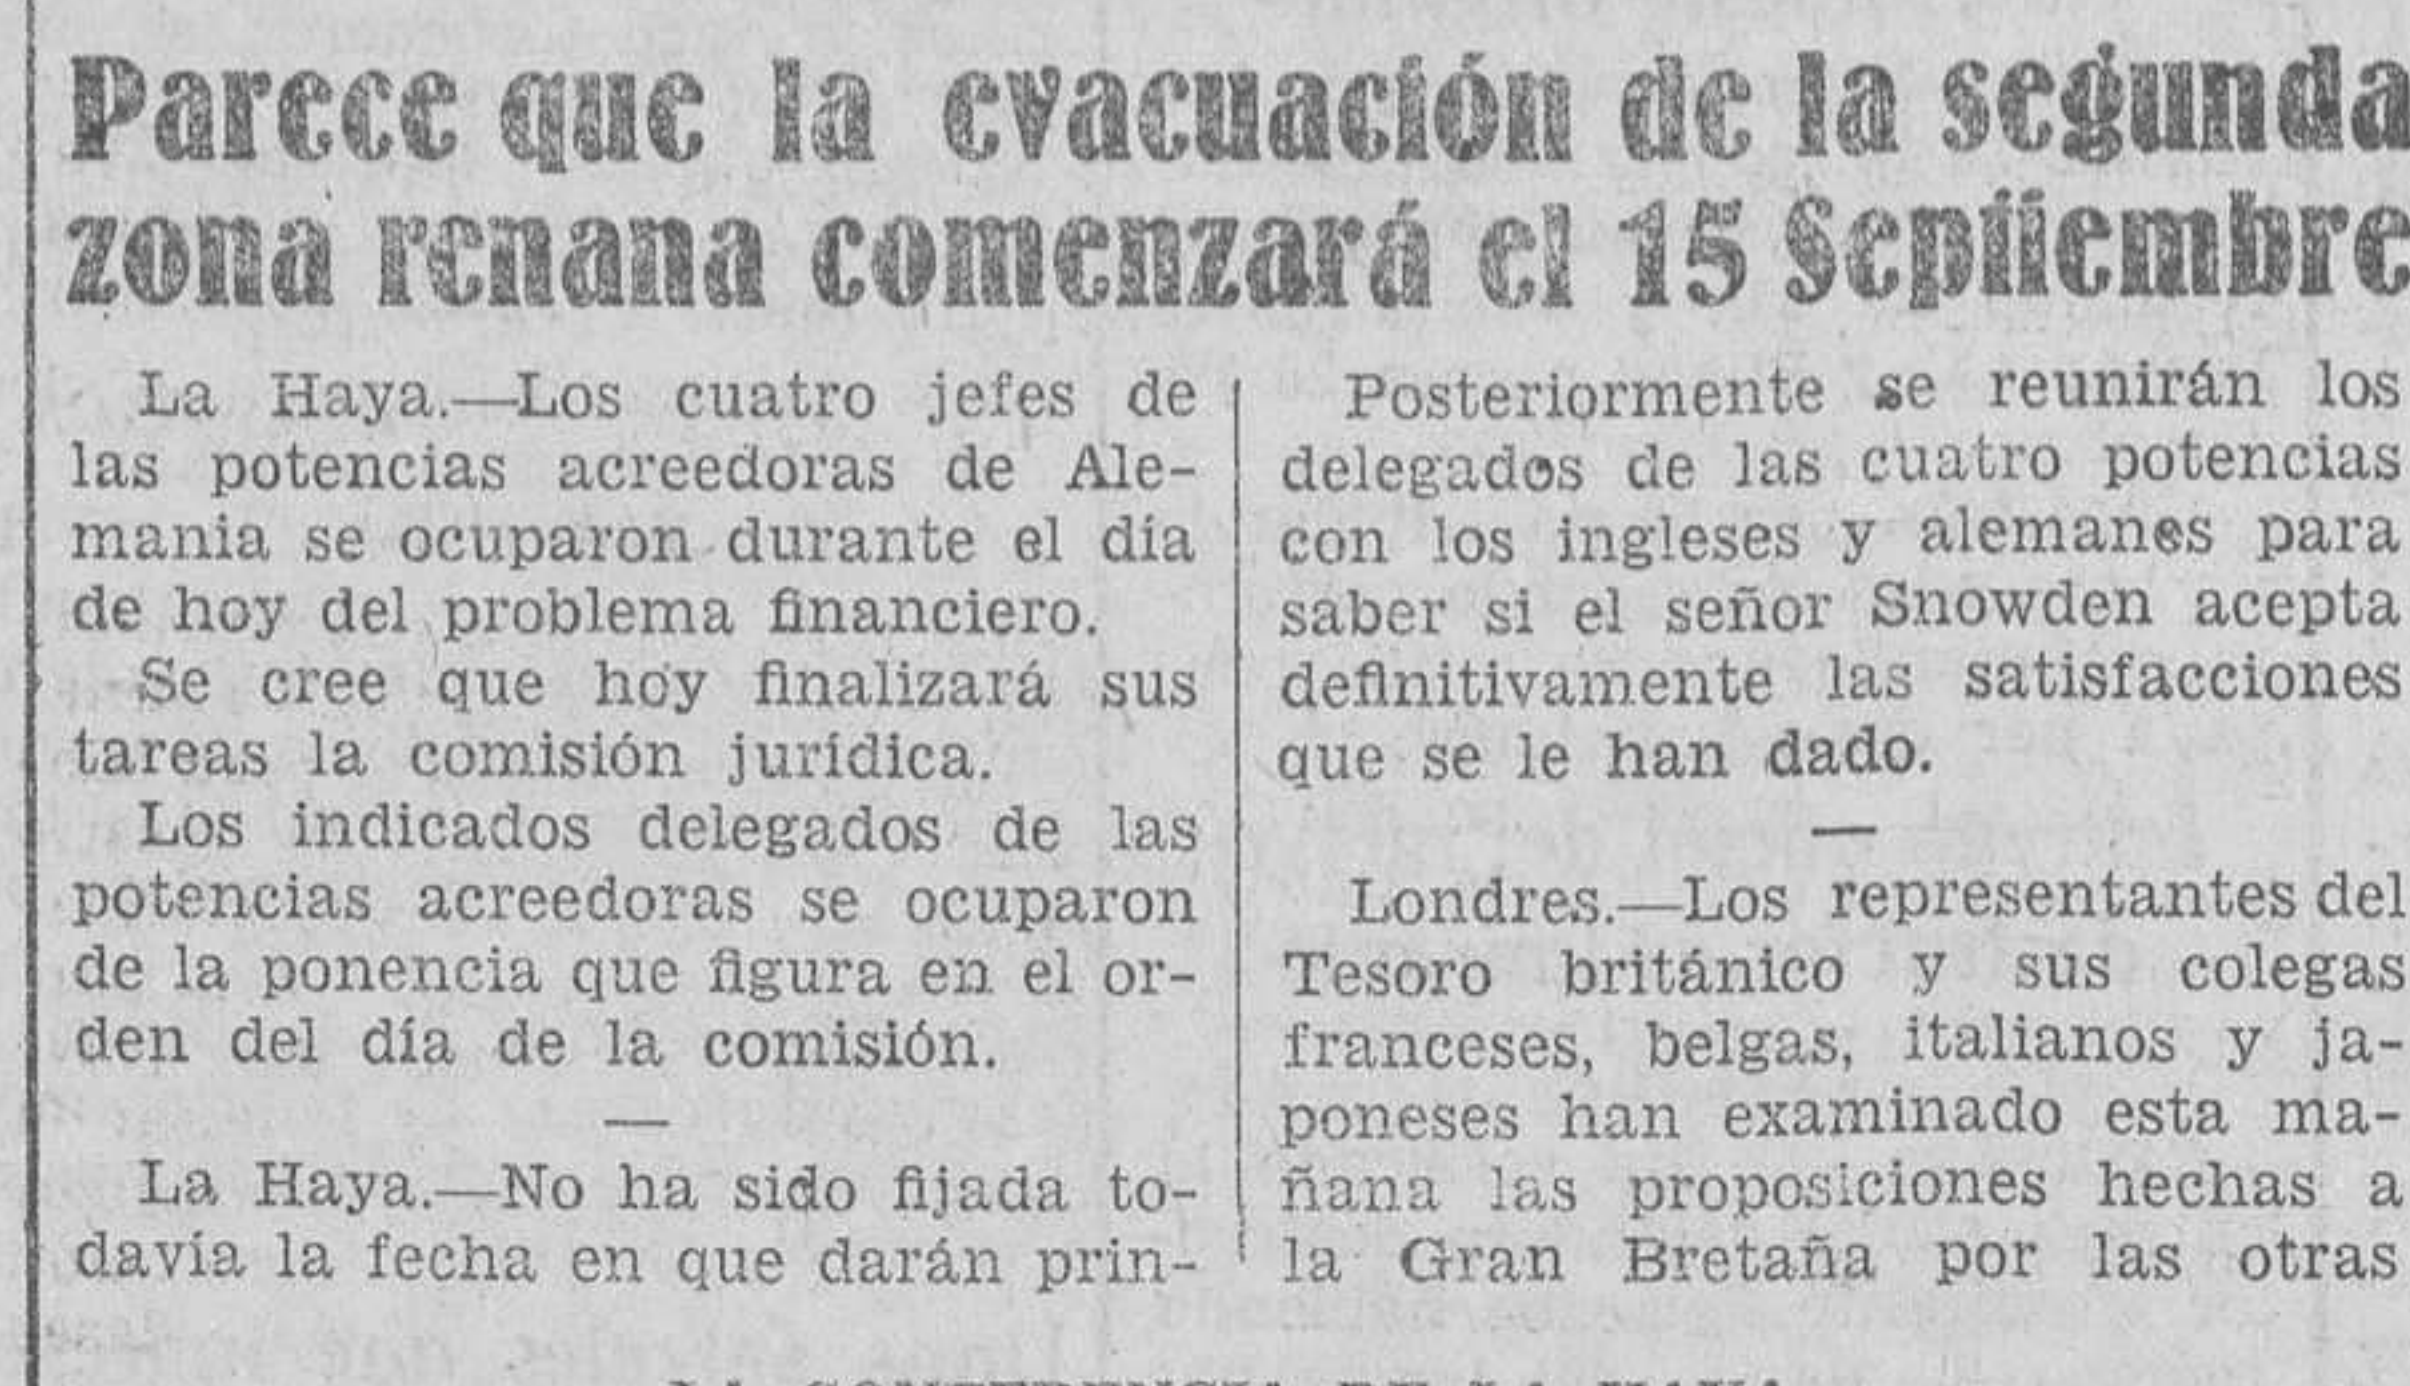 Parece que la evacuación de la segunda
zona renana comenzará el 15 Septiembre
La Haya.—Los cuatro jefes de
las potencias acreedoras de Ale-
mania se ocuparon durante el día
de hoy del problema financiero.
Se cree que hoy finalizará sus
tareas la comisión jurídica.
Los indicados delegados de las
potencias acreedoras se ocuparon
de la ponencia que figura en el or-
den del día de la comisión.
—
La Haya.—No ha sido fijada to-
davía la fecha en que darán prin-
Posteriormente se reunirán los
delegados de las cuatro potencias
con los ingleses y alemanes para
saber si el señor Snowden acepta
definitivamente las satisfacciones
que se le han dado.
—
Londres.—Los representantes del
Tesoro británico y sus colegas
franceses, belgas, italianos y ja-
poneses han examinado esta ma-
ñana las proposiciones hechas a
la Gran Bretaña por las otras